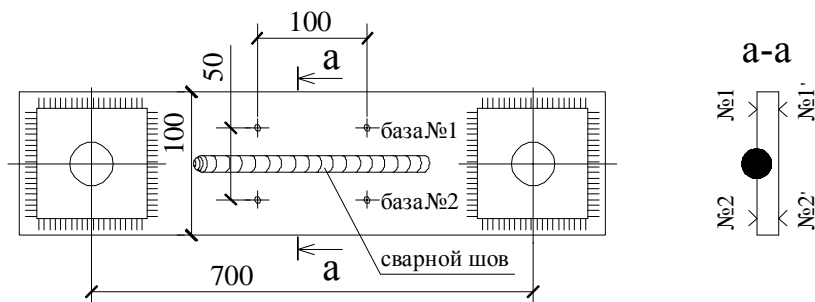 100
a
a-a
50
100
база№1
№1
№1'
база№2
№2
№2'
a
сварной шов
700